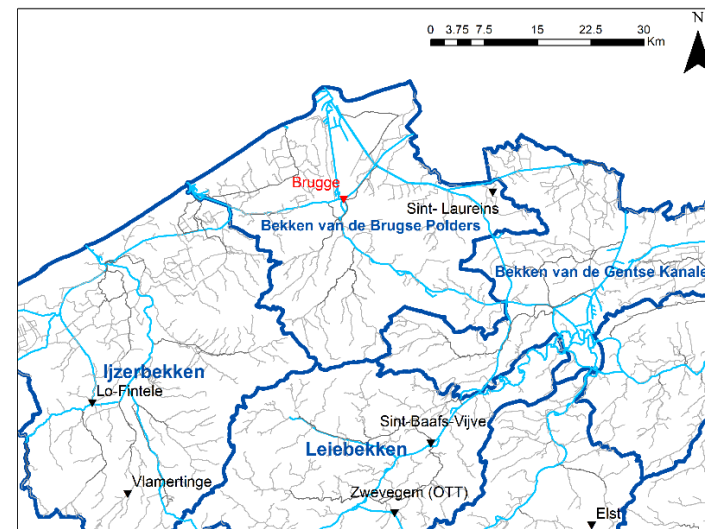 N
0 3.75 7.5 15 22.5 30
Km
Brugge
Sint- Laureins
Bekken van de Brugse Polders
Bekken van de Gentse Kanale
Ijzerbekken
Lo-Fintele
Sint-Baafs-Vijve
Leiebekken
Vlamertinge
Zwevegem (OTT)
Elst